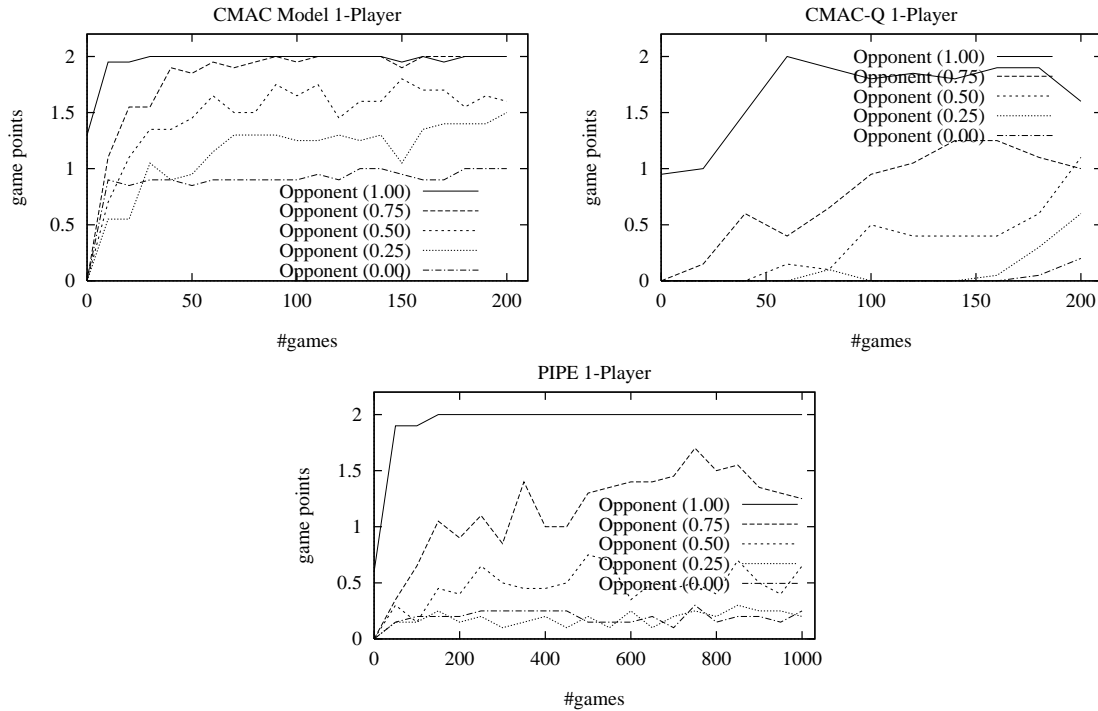 CMAC Model 1-Player
game points
2
1.5
1
0.5
0
Opponent (1.00)
Opponent (0.75)
Opponent (0.50)
Opponent (0.25)
Opponent (0.00)
0 50 100 150 200
#games
CMAC-Q 1-Player
game points
2
1.5
1
0.5
0
Opponent (1.00)
Opponent (0.75)
Opponent (0.50)
Opponent (0.25)
Opponent (0.00)
0 50 100 150 200
#games
PIPE 1-Player
game points
2
1.5
1
0.5
0
Opponent (1.00)
Opponent (0.75)
Opponent (0.50)
Opponent (0.25)
Opponent (0.00)
0 200 400 600 800 1000
#games